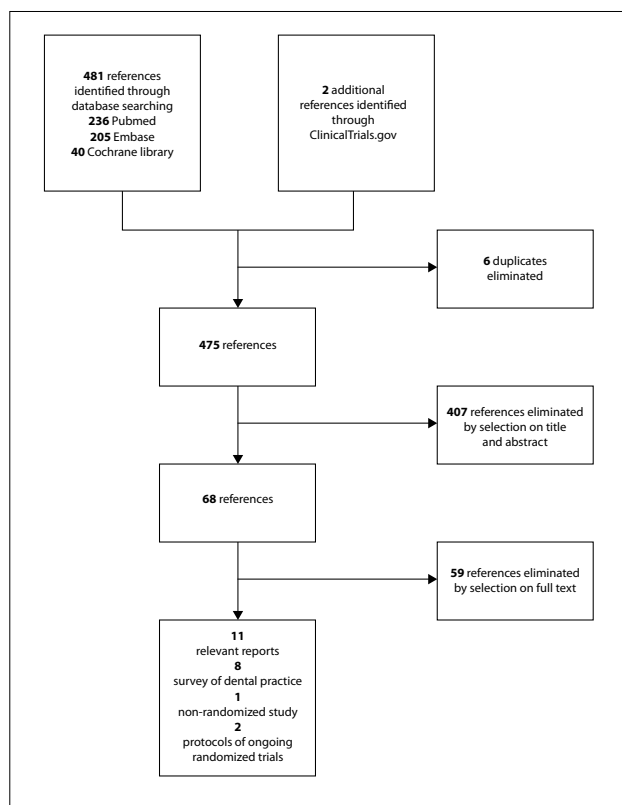 481 references
identified through
database searching
236 Pubmed
205 Embase
40 Cochrane library
2 additional
references identified
through
ClinicalTrials.gov
6 duplicates
eliminated
475 references
407 references eliminated
by selection on title
and abstract
68 references
59 references eliminated
by selection on full text
11
relevant reports
8
survey of dental practice
1
non-randomized study
2
protocols of ongoing
randomized trials